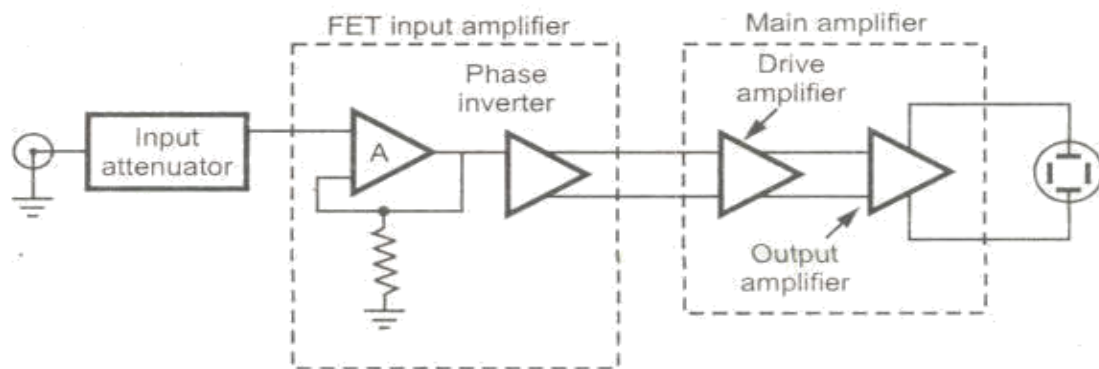 FET input amplifier
Main amplifier
Phase
inverter
Drive
amplifier
Input
attenuator
A
Output
amplifier